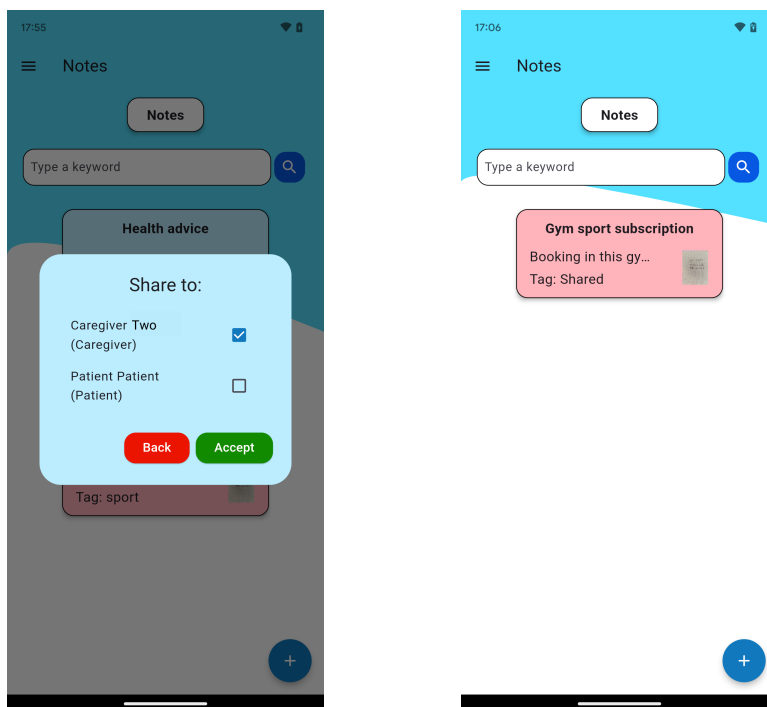 17:55
Notes
Notes
Type a keyword
Health advice
Share to:
Caregiver Two
(Caregiver)
Patient Patient
(Patient)
Back
Accept
Tag: sport
17:06
Notes
Notes
Type a keyword
Gym sport subscription
Booking in this gy...
Tag: Shared